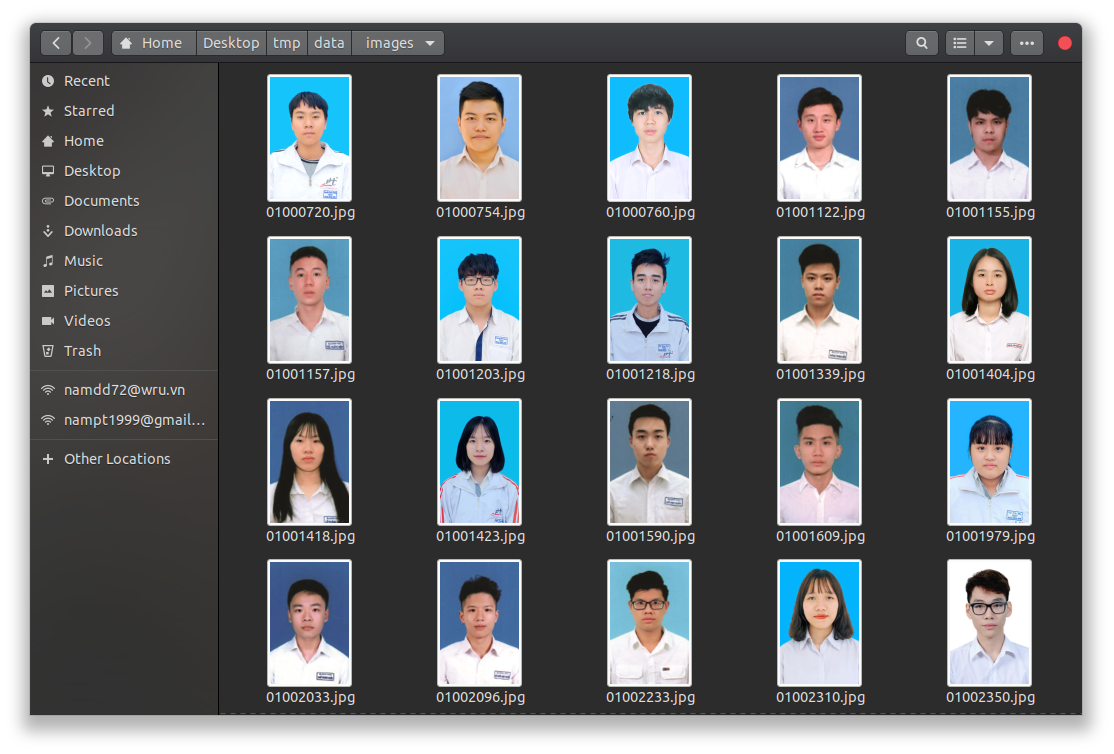 Home Desktop tmp data images
Recent
Starred
Home
Desktop
Documents
Downloads
Music
Pictures
Videos
Trash
namdd72@wru.vn
nampt1999@gmail...
Other Locations
01000720.jpg 01000754.jpg 01000760.jpg 01001122.jpg 01001155.jpg
01001157.jpg 01001203.jpg 01001218.jpg 01001339.jpg 01001404.jpg
01001418.jpg 01001423.jpg 01001590.jpg 01001609.jpg 01001979.jpg
01002033.jpg 01002096.jpg 01002233.jpg 01002310.jpg 01002350.jpg